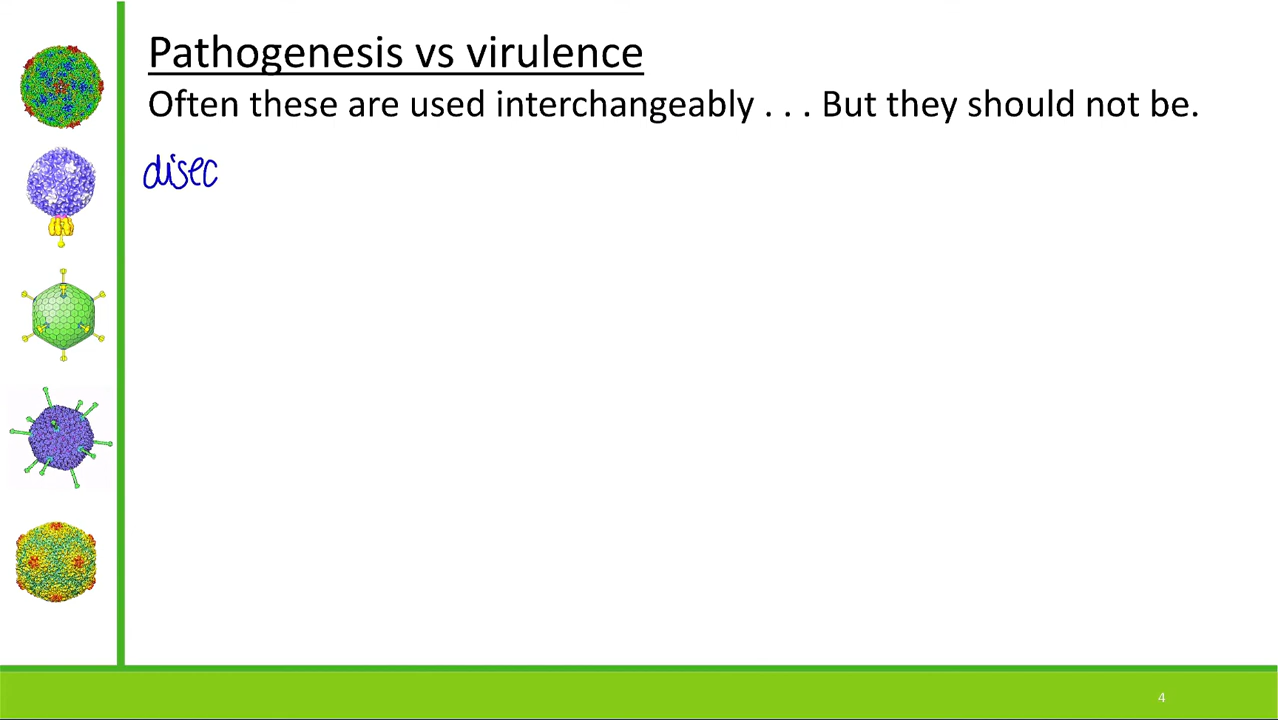 Pathogenesis vs virulence
Often these are used interchangeably . . . But they should not be.
disec
4